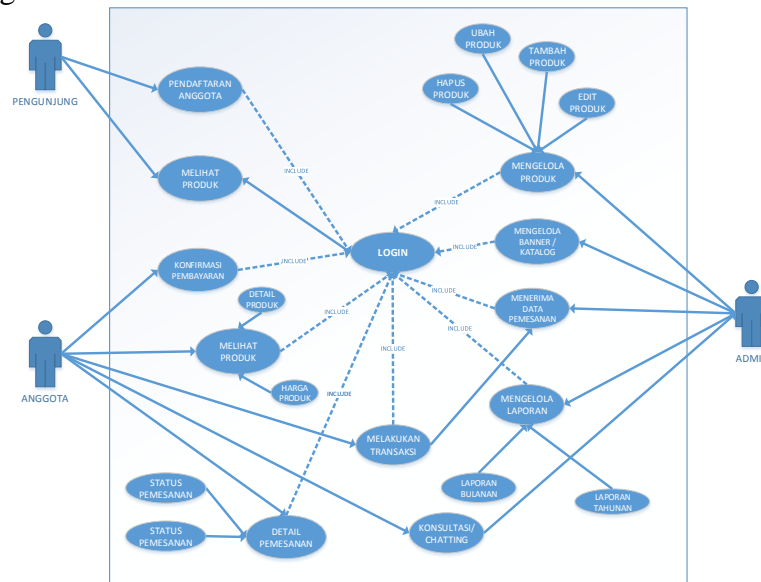 PENGUNJUNG
PENDAFTARAN
ANGGOTA
MELIHAT
PRODUK
UBAH
PRODUK
TAMBAH
PRODUK
HAPUS
PRODUK
EDIT
PRODUK
MENGELOLA
PRODUK
INCLUDE
INCLUDE
LOGIN
MENGELOLA
BANNER /
KATALOG
INCLUDE
KONFIRMASI
PEMBAYARAN
INCLUDE
DETAIL
PRODUK
INCLUDE
MENERIMA
DATA
PEMESANAN
INCLUDE
INCLUDE
MELIHAT
PRODUK
INCLUDE
HARGA
PRODUK
INCLUDE
ANGGOTA
ADMI
MENGELOLA
LAPORAN
MELAKUKAN
TRANSAKSI
LAPORAN
BULANAN
LAPORAN
TAHUNAN
STATUS
PEMESANAN
STATUS
PEMESANAN
DETAIL
PEMESANAN
KONSULTASI/
CHATTING